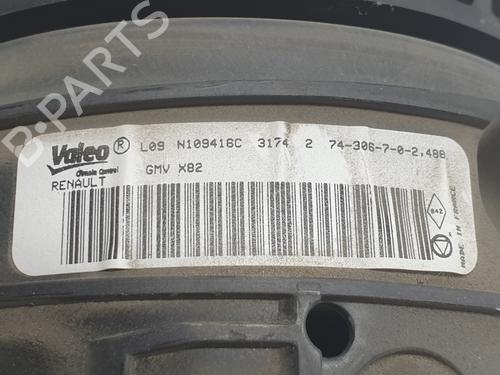 B-PARTS
Valeo ® L09 N109416C 3174 2 74-306-7-0-2,488
Climate Control
GMV X82
RENAULT
842
MADE IN FRANCE